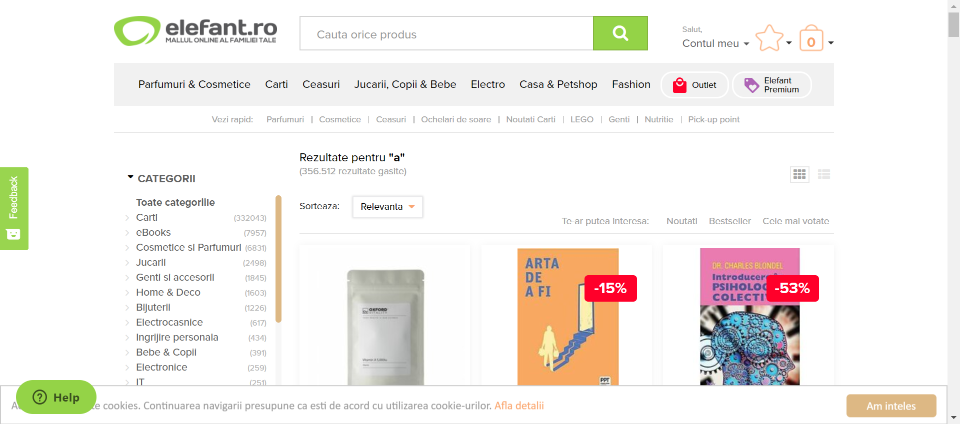 elefant.ro
MALLUL ONLINE AL FAMILIEI TALE
Cauta orice produs
Salut,
Contul meu
0
Parfumuri & Cosmetice Carti Ceasuri Jucarii, Copii & Bebe Electro Casa & Petshop Fashion Outlet Elefant Premium
Vezi rapid: Parfumuri | Cosmetice | Ceasuri | Ochelari de soare | Noutati Carti | LEGO | Genti | Nutritie | Pick-up point
Feedback
CATEGORII
Toate categoriile
Carti (332043)
eBooks (7957)
Cosmetice si Parfumuri (6831)
Jucarii (2498)
Genti si accesorii (1845)
Home & Deco (1603)
Bijuterii (1226)
Electrocasnice (617)
Ingrijire personala (434)
Bebe & Copii (391)
Electronice (259)
IT (251)
Rezultate pentru "a"
(356.512 rezultate gasite)
Sorteaza: Relevanta
Te-ar putea interesa: Noutati Bestseller Cele mai votate
OXFORD
ARTA
DE
A FI
-15%
PPT
DR. CHARLES BLONDEL
PSIHOLO
COLECTIV
-53%
Help
cookies. Continuarea navigarii presupune ca esti de acord cu utilizarea cookie-urilor. Afla detalii
Am inteles